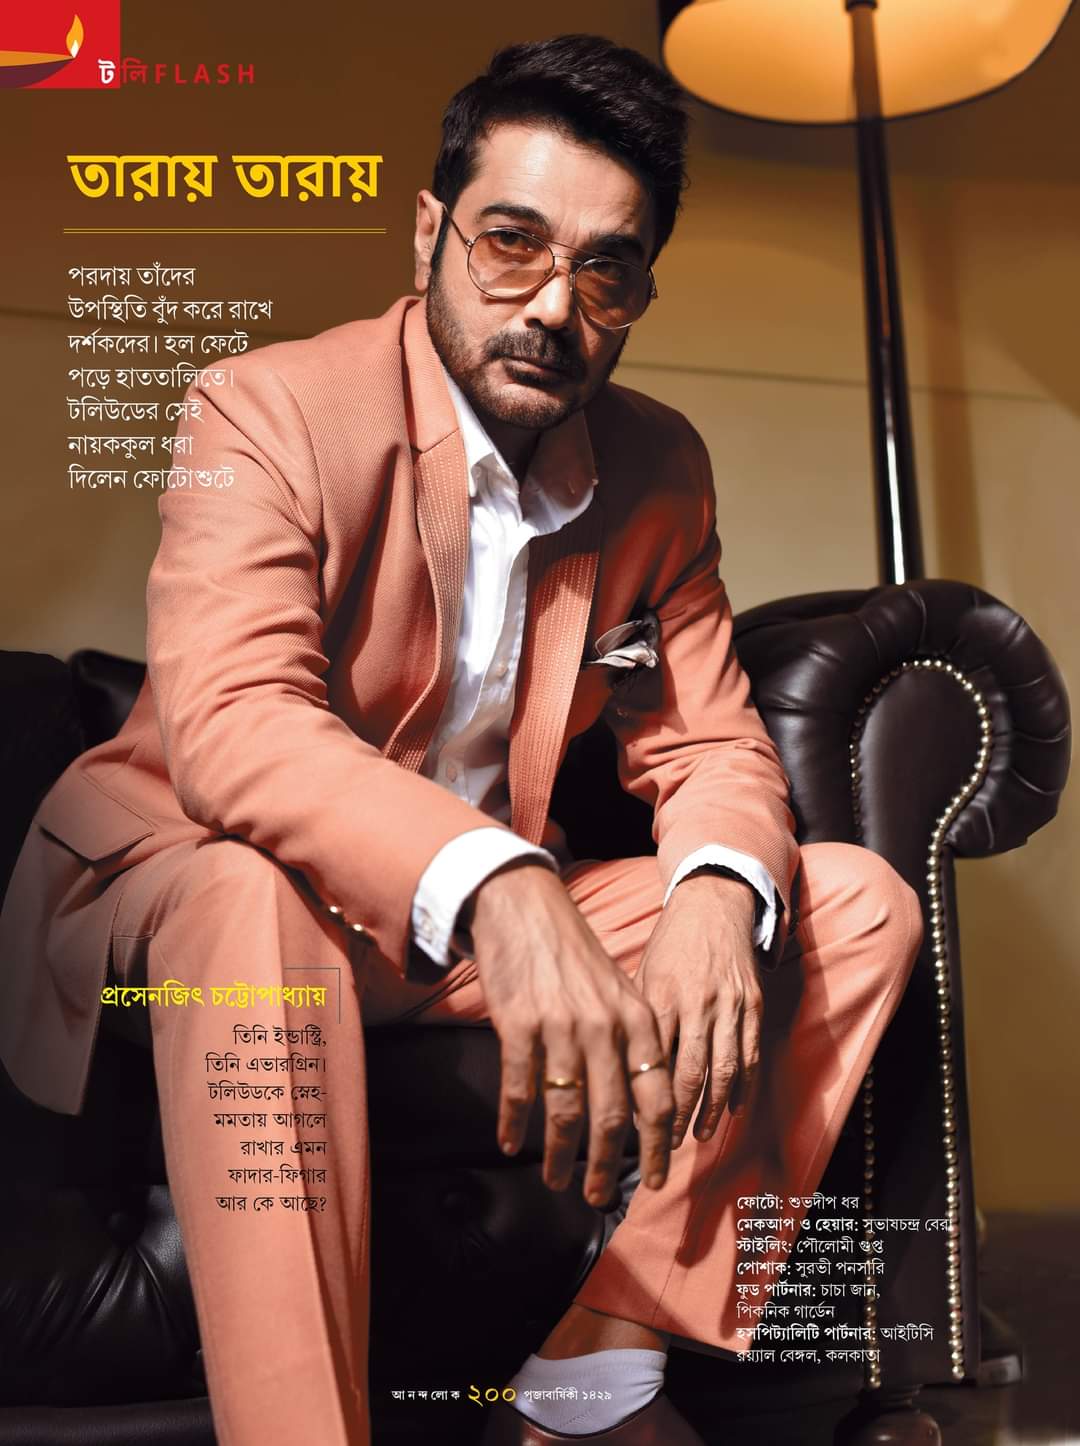 টলি FLASH
তারায় তারায়
পরদায় তাঁদের
উপস্থিতি বুঁদ করে রাখে
দর্শকদের। হল ফেটে
পড়ে হাততালিতে।
টলিউডের সেই
নায়ককুল ধরা
দিলেন ফোটোশুটে
প্রসেনজিৎ চট্টোপাধ্যায়
তিনি ইন্ডাস্ট্রি,
তিনি এভারগ্রিন।
টলিউডকে স্নেহ-
মমতায় আগলে
রাখার এমন
ফাদার-ফিগার
আর কে আছে?
ফোটো: শুভদীপ ধর
মেকআপ ও হেয়ার: সুভাষচন্দ্র বেরা
স্টাইলিং: পৌলোমী গুপ্ত
পোশাক: সুরভী পনসারি
ফুড পার্টনার: চাচা জান,
পিকনিক গার্ডেন
হসপিট্যালিটি পার্টনার: আইটিসি
রয়্যাল বেঙ্গল, কলকাতা
আনন্দলোক ২০০ পূজাবার্ষিকী ১৪২৯